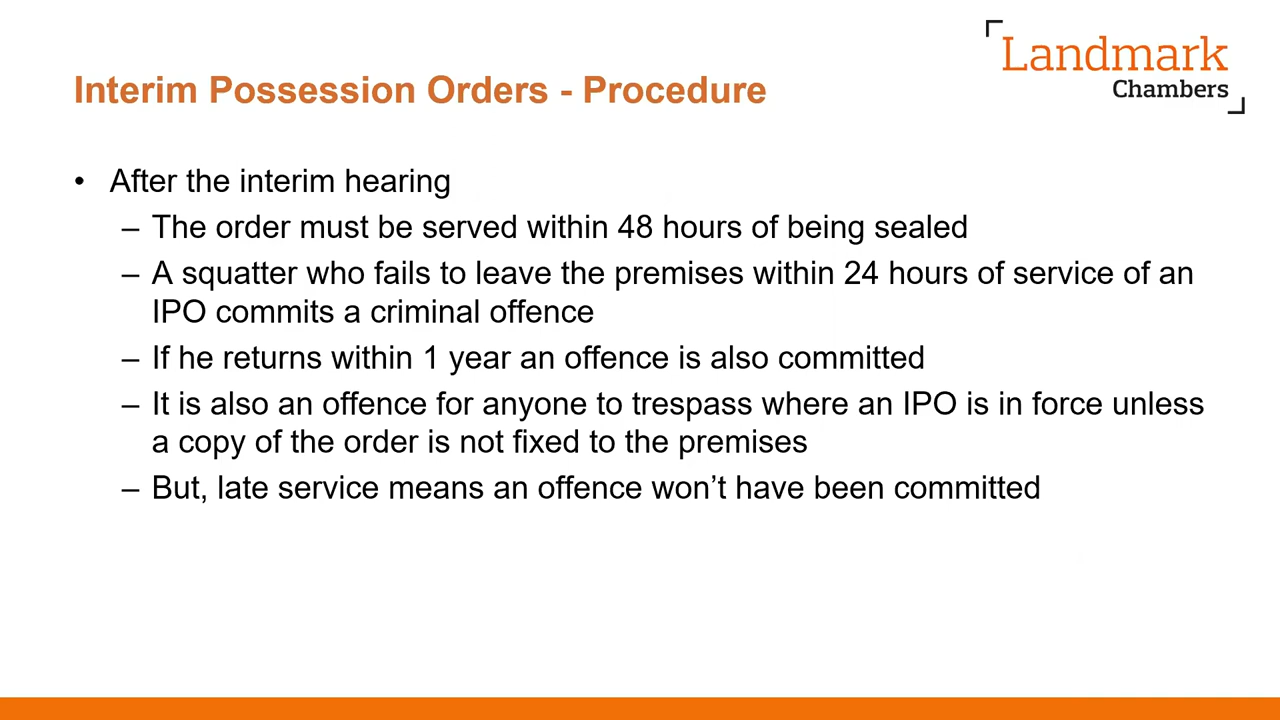 Landmark
Chambers
Interim Possession Orders - Procedure
• After the interim hearing
– The order must be served within 48 hours of being sealed
– A squatter who fails to leave the premises within 24 hours of service of an
IPO commits a criminal offence
– If he returns within 1 year an offence is also committed
– It is also an offence for anyone to trespass where an IPO is in force unless
a copy of the order is not fixed to the premises
– But, late service means an offence won’t have been committed